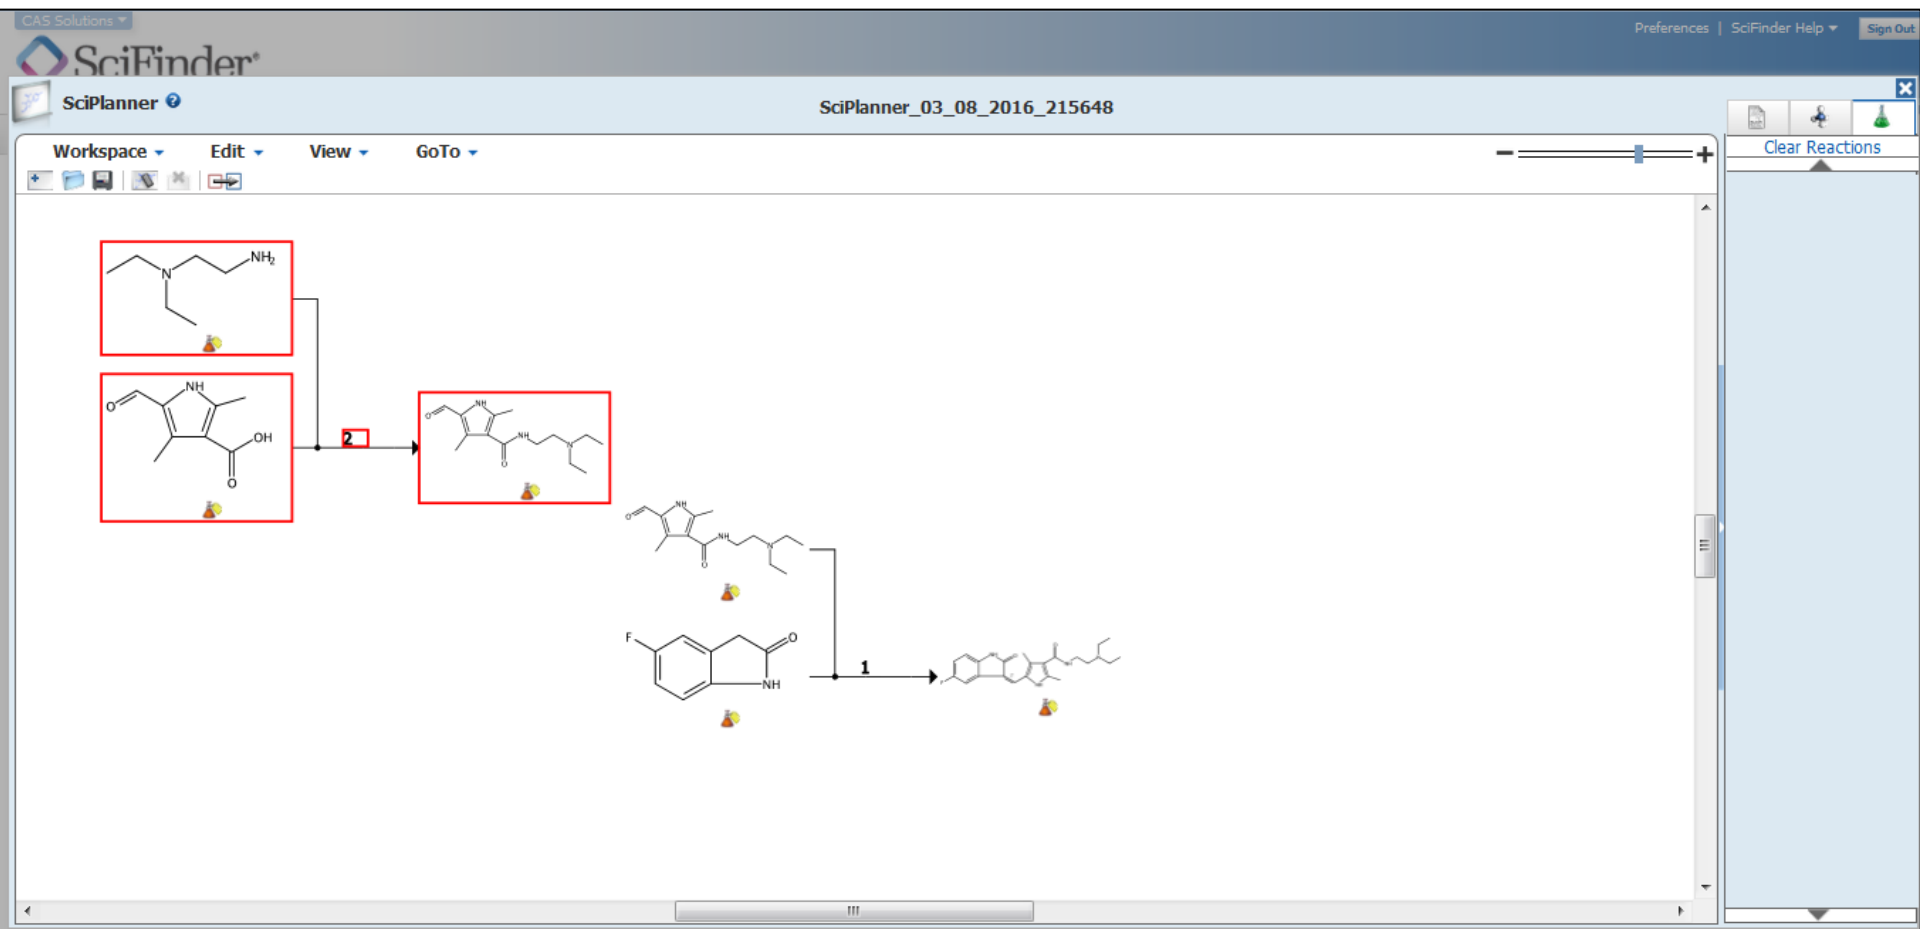 CAS Solutions
Preferences | SciFinder Help
Sign Out
SciFinder®
SciPlanner ?
SciPlanner_03_08_2016_215648
Workspace Edit View GoTo
Clear Reactions
NH2
N
NH
O
OH
O
2
NH
O
NH
N
O
NH
O
NH
N
O
F
O
NH
1